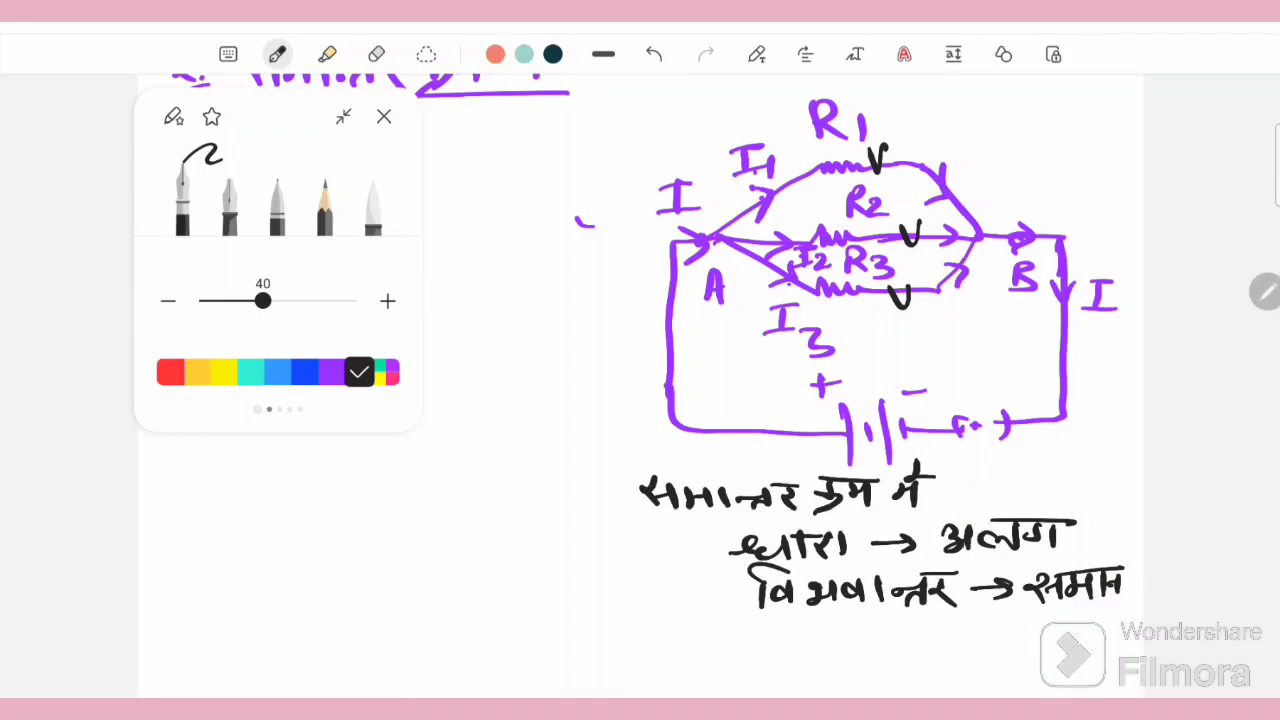 R1
I1
I
R2
I2
R3
A
B
I
I3
+
-
समान्तर क्रम में
धारा → अलग
विभवान्तर → समान
V
V
V
40
Wondershare
Filmora